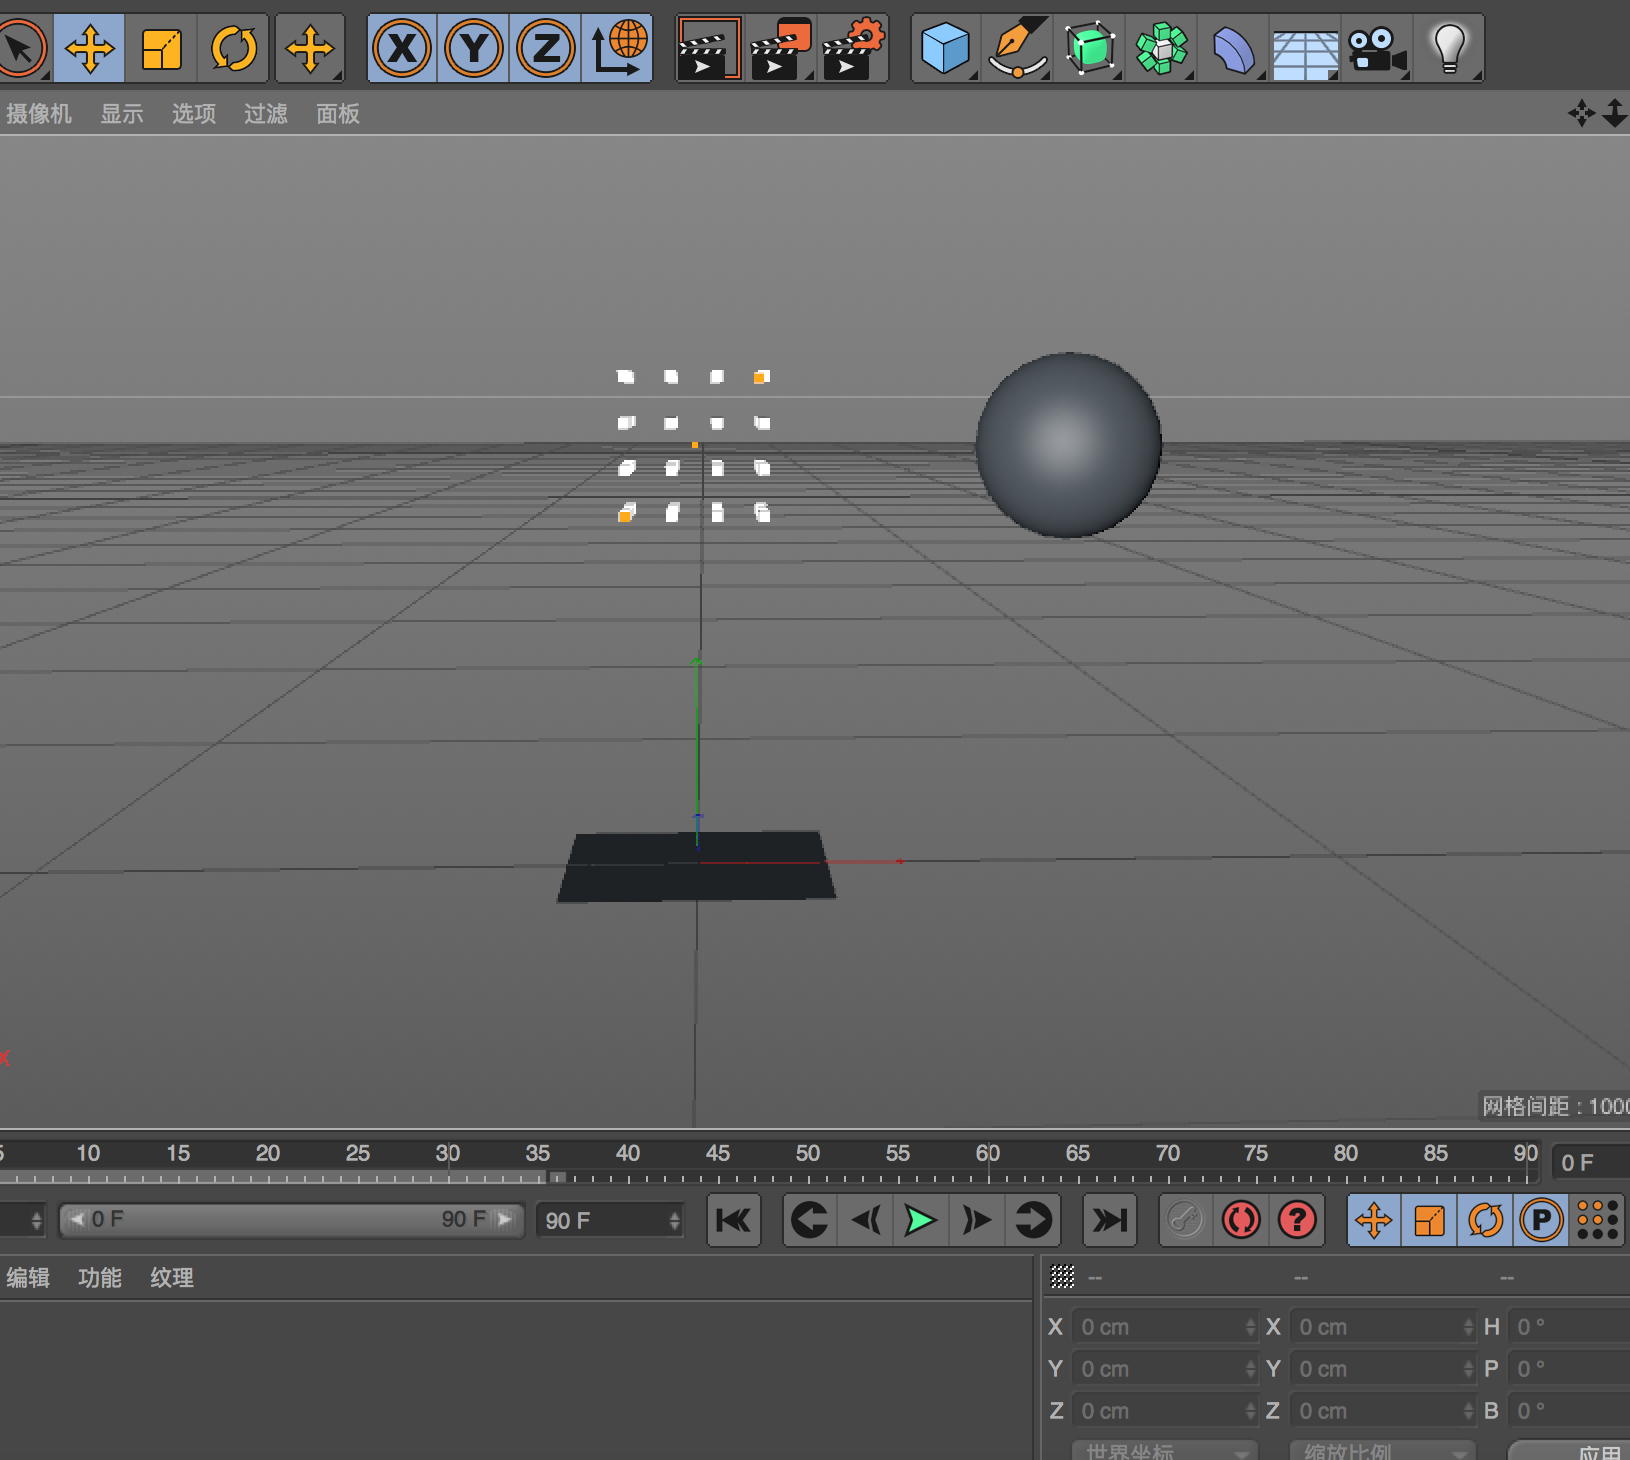 X Y Z
摄像机 显示 选项 过滤 面板
X
网格间距 : 1000
5 10 15 20 25 30 35 40 45 50 55 60 65 70 75 80 85 90 0 F
0 F 90 F 90 F ? P
编辑 功能 纹理 -- -- --
X 0 cm X 0 cm H 0 °
Y 0 cm Y 0 cm P 0 °
Z 0 cm Z 0 cm B 0 °
世界坐标 缩放比例 应用